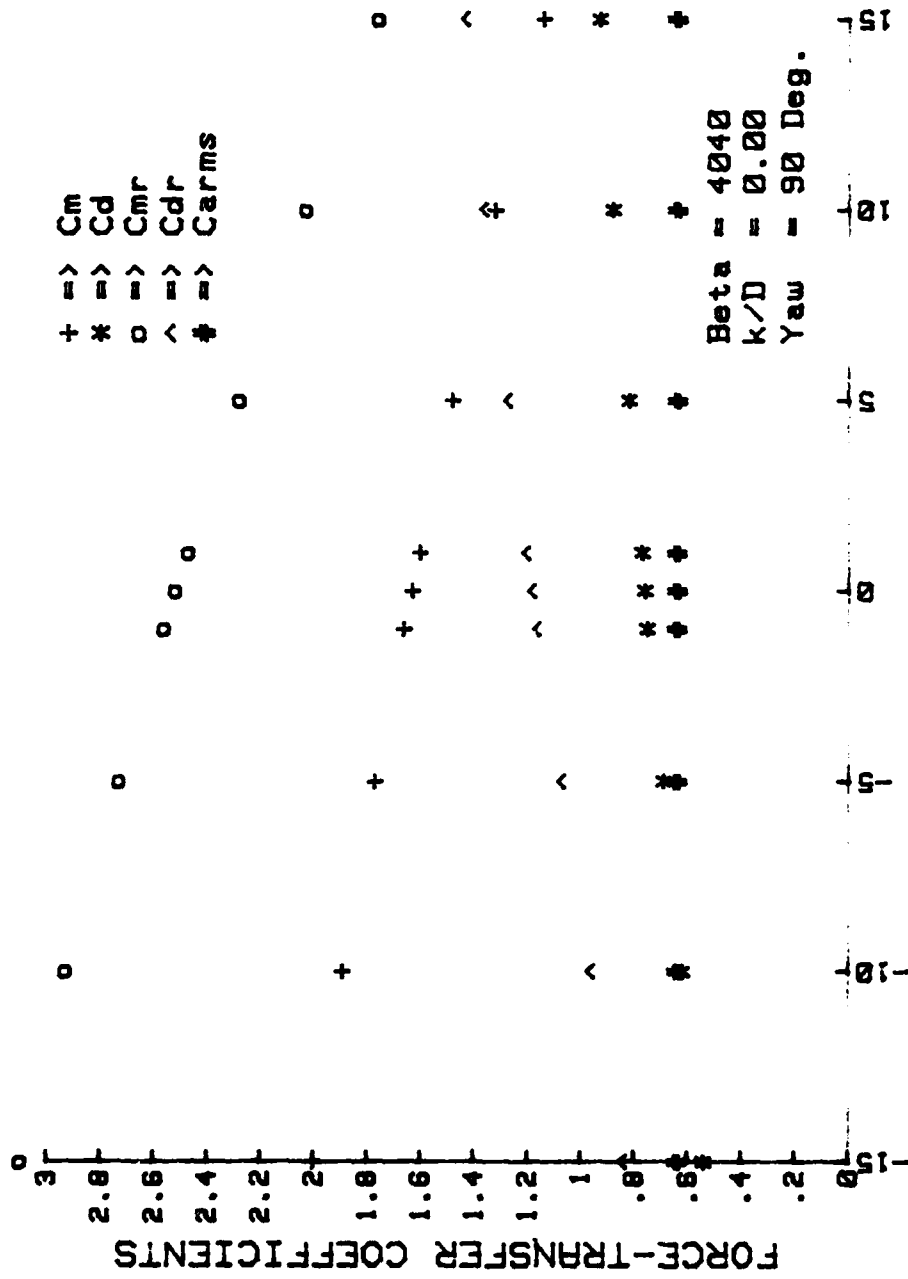 FORCE-TRANSFER COEFFICIENTS
3
2.8
2.6
2.4
2.2
2
1.8
1.6
1.4
1.2
1
.8
.6
.4
.2
0
-15
-10
-5
0
5
10
15
+ => Cm
* => Cd
o => Cmr
< => Cdr
# => Carms
Beta = 4040
k/D = 0.00
Yaw = 90 Deg.